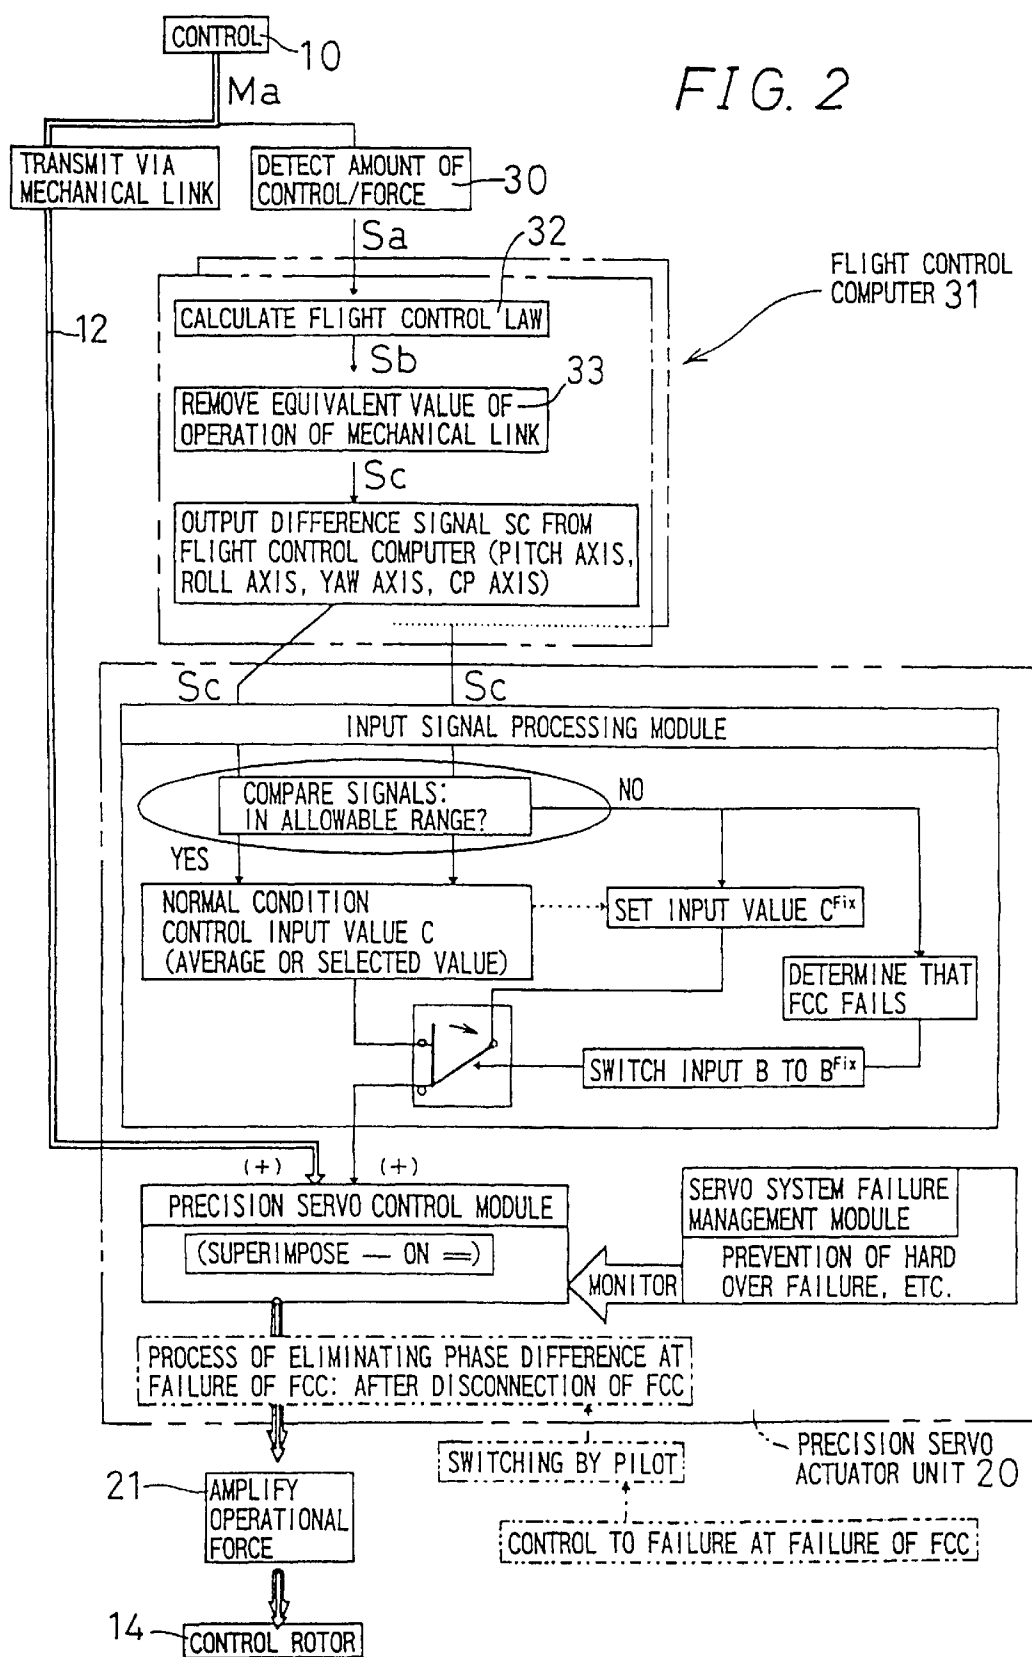 CONTROL
10
FIG. 2
Ma
TRANSMIT VIA
MECHANICAL LINK
DETECT AMOUNT OF
CONTROL/FORCE
30
Sa
32
FLIGHT CONTROL
COMPUTER 31
CALCULATE FLIGHT CONTROL LAW
12
Sb
33
REMOVE EQUIVALENT VALUE OF
OPERATION OF MECHANICAL LINK
Sc
OUTPUT DIFFERENCE SIGNAL SC FROM
FLIGHT CONTROL COMPUTER (PITCH AXIS,
ROLL AXIS, YAW AXIS, CP AXIS)
Sc
Sc
INPUT SIGNAL PROCESSING MODULE
COMPARE SIGNALS:
IN ALLOWABLE RANGE?
NO
YES
NORMAL CONDITION
CONTROL INPUT VALUE C
(AVERAGE OR SELECTED VALUE)
SET INPUT VALUE C^Fix
DETERMINE THAT
FCC FAILS
SWITCH INPUT B TO B^Fix
(+)
(+)
PRECISION SERVO CONTROL MODULE
(SUPERIMPOSE — ON ═)
SERVO SYSTEM FAILURE
MANAGEMENT MODULE
PREVENTION OF HARD
OVER FAILURE, ETC.
MONITOR
PROCESS OF ELIMINATING PHASE DIFFERENCE AT
FAILURE OF FCC: AFTER DISCONNECTION OF FCC
SWITCHING BY PILOT
PRECISION SERVO
ACTUATOR UNIT 20
21
AMPLIFY
OPERATIONAL
FORCE
CONTROL TO FAILURE AT FAILURE OF FCC
14
CONTROL ROTOR